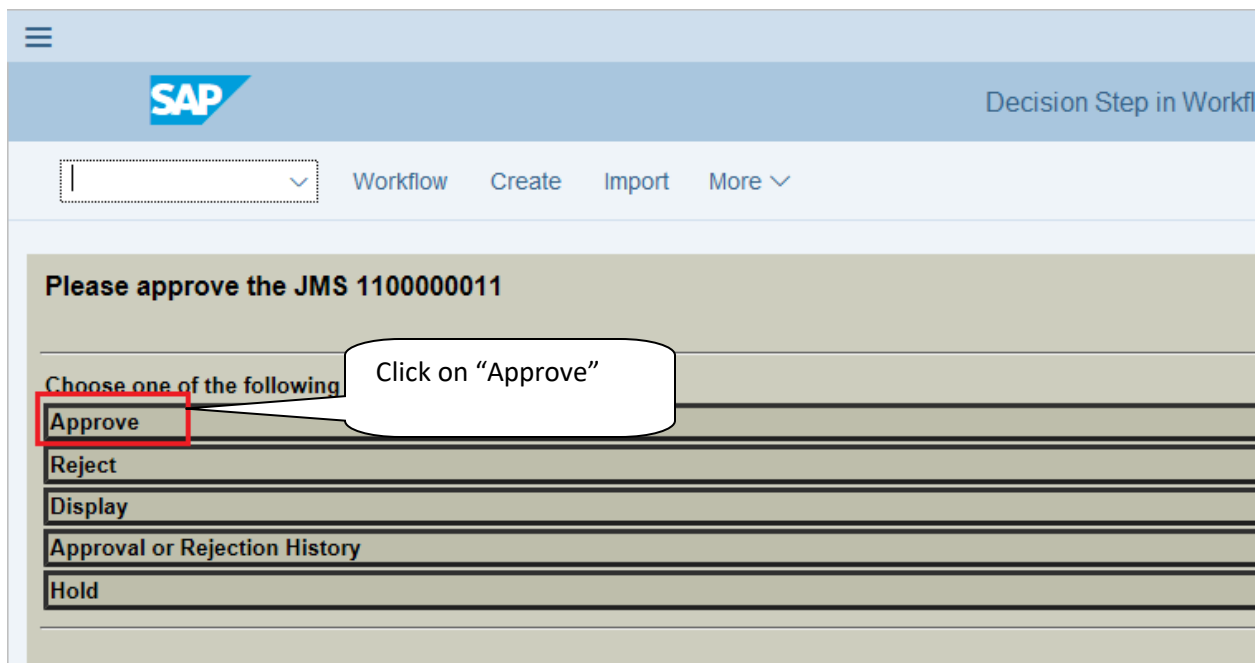 SAP
Decision Step in Workfl
Workflow Create Import More
Please approve the JMS 1100000011
Click on “Approve”
Choose one of the following
Approve
Reject
Display
Approval or Rejection History
Hold